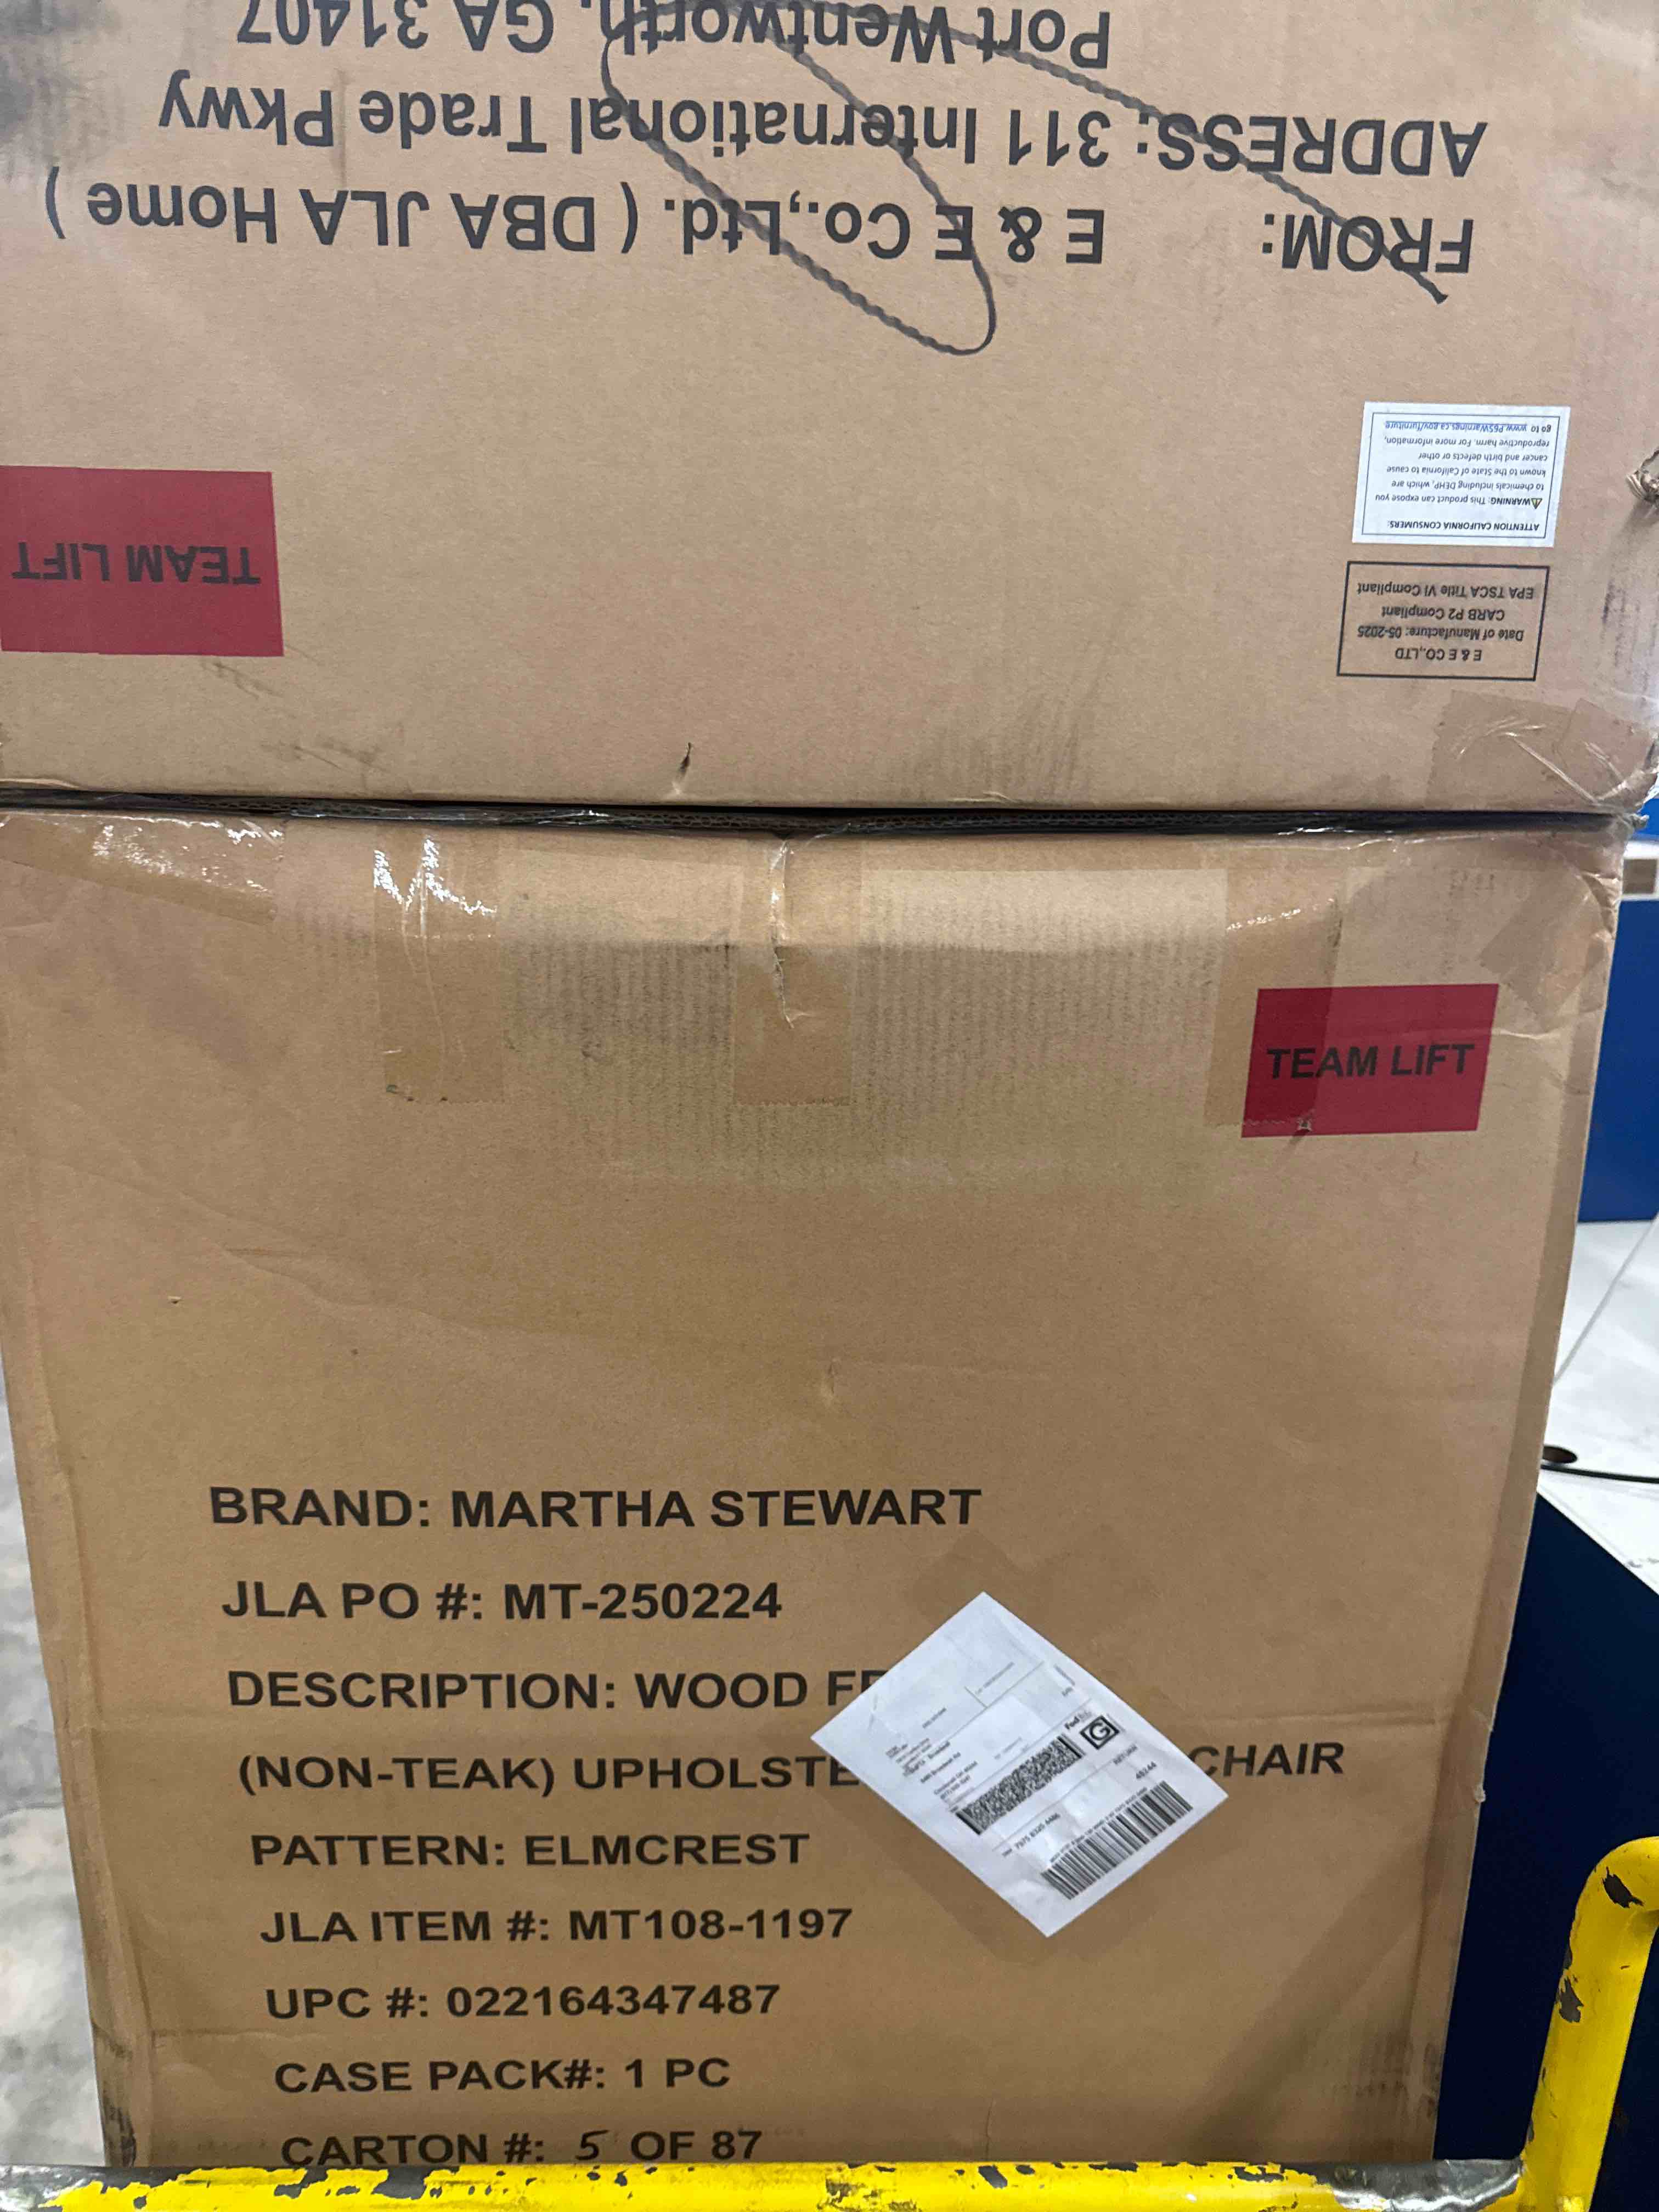 Port Wentworth, GA 31407
ADDRESS: 311 International Trade Pkwy
FROM: E & E Co.,Ltd. ( DBA JLA Home )
ATTENTION CALIFORNIA CONSUMERS:
WARNING: This product can expose you
to chemicals including DEHP, which are
known to the State of California to cause
cancer and birth defects or other
reproductive harm. For more information,
go to www.P65Warnings.ca.gov/furniture
TEAM LIFT
E & E CO.,LTD
Date of Manufacture: 05-2025
CARB P2 Compliant
EPA TSCA Title VI Compliant
TEAM LIFT
BRAND: MARTHA STEWART
JLA PO #: MT-250224
DESCRIPTION: WOOD
(NON-TEAK) UPHOLSTE CHAIR
PATTERN: ELMCREST
JLA ITEM #: MT108-1197
UPC #: 022164347487
CASE PACK#: 1 PC
CARTON #: 5 OF 87
FedEx
G
RETURN
45244